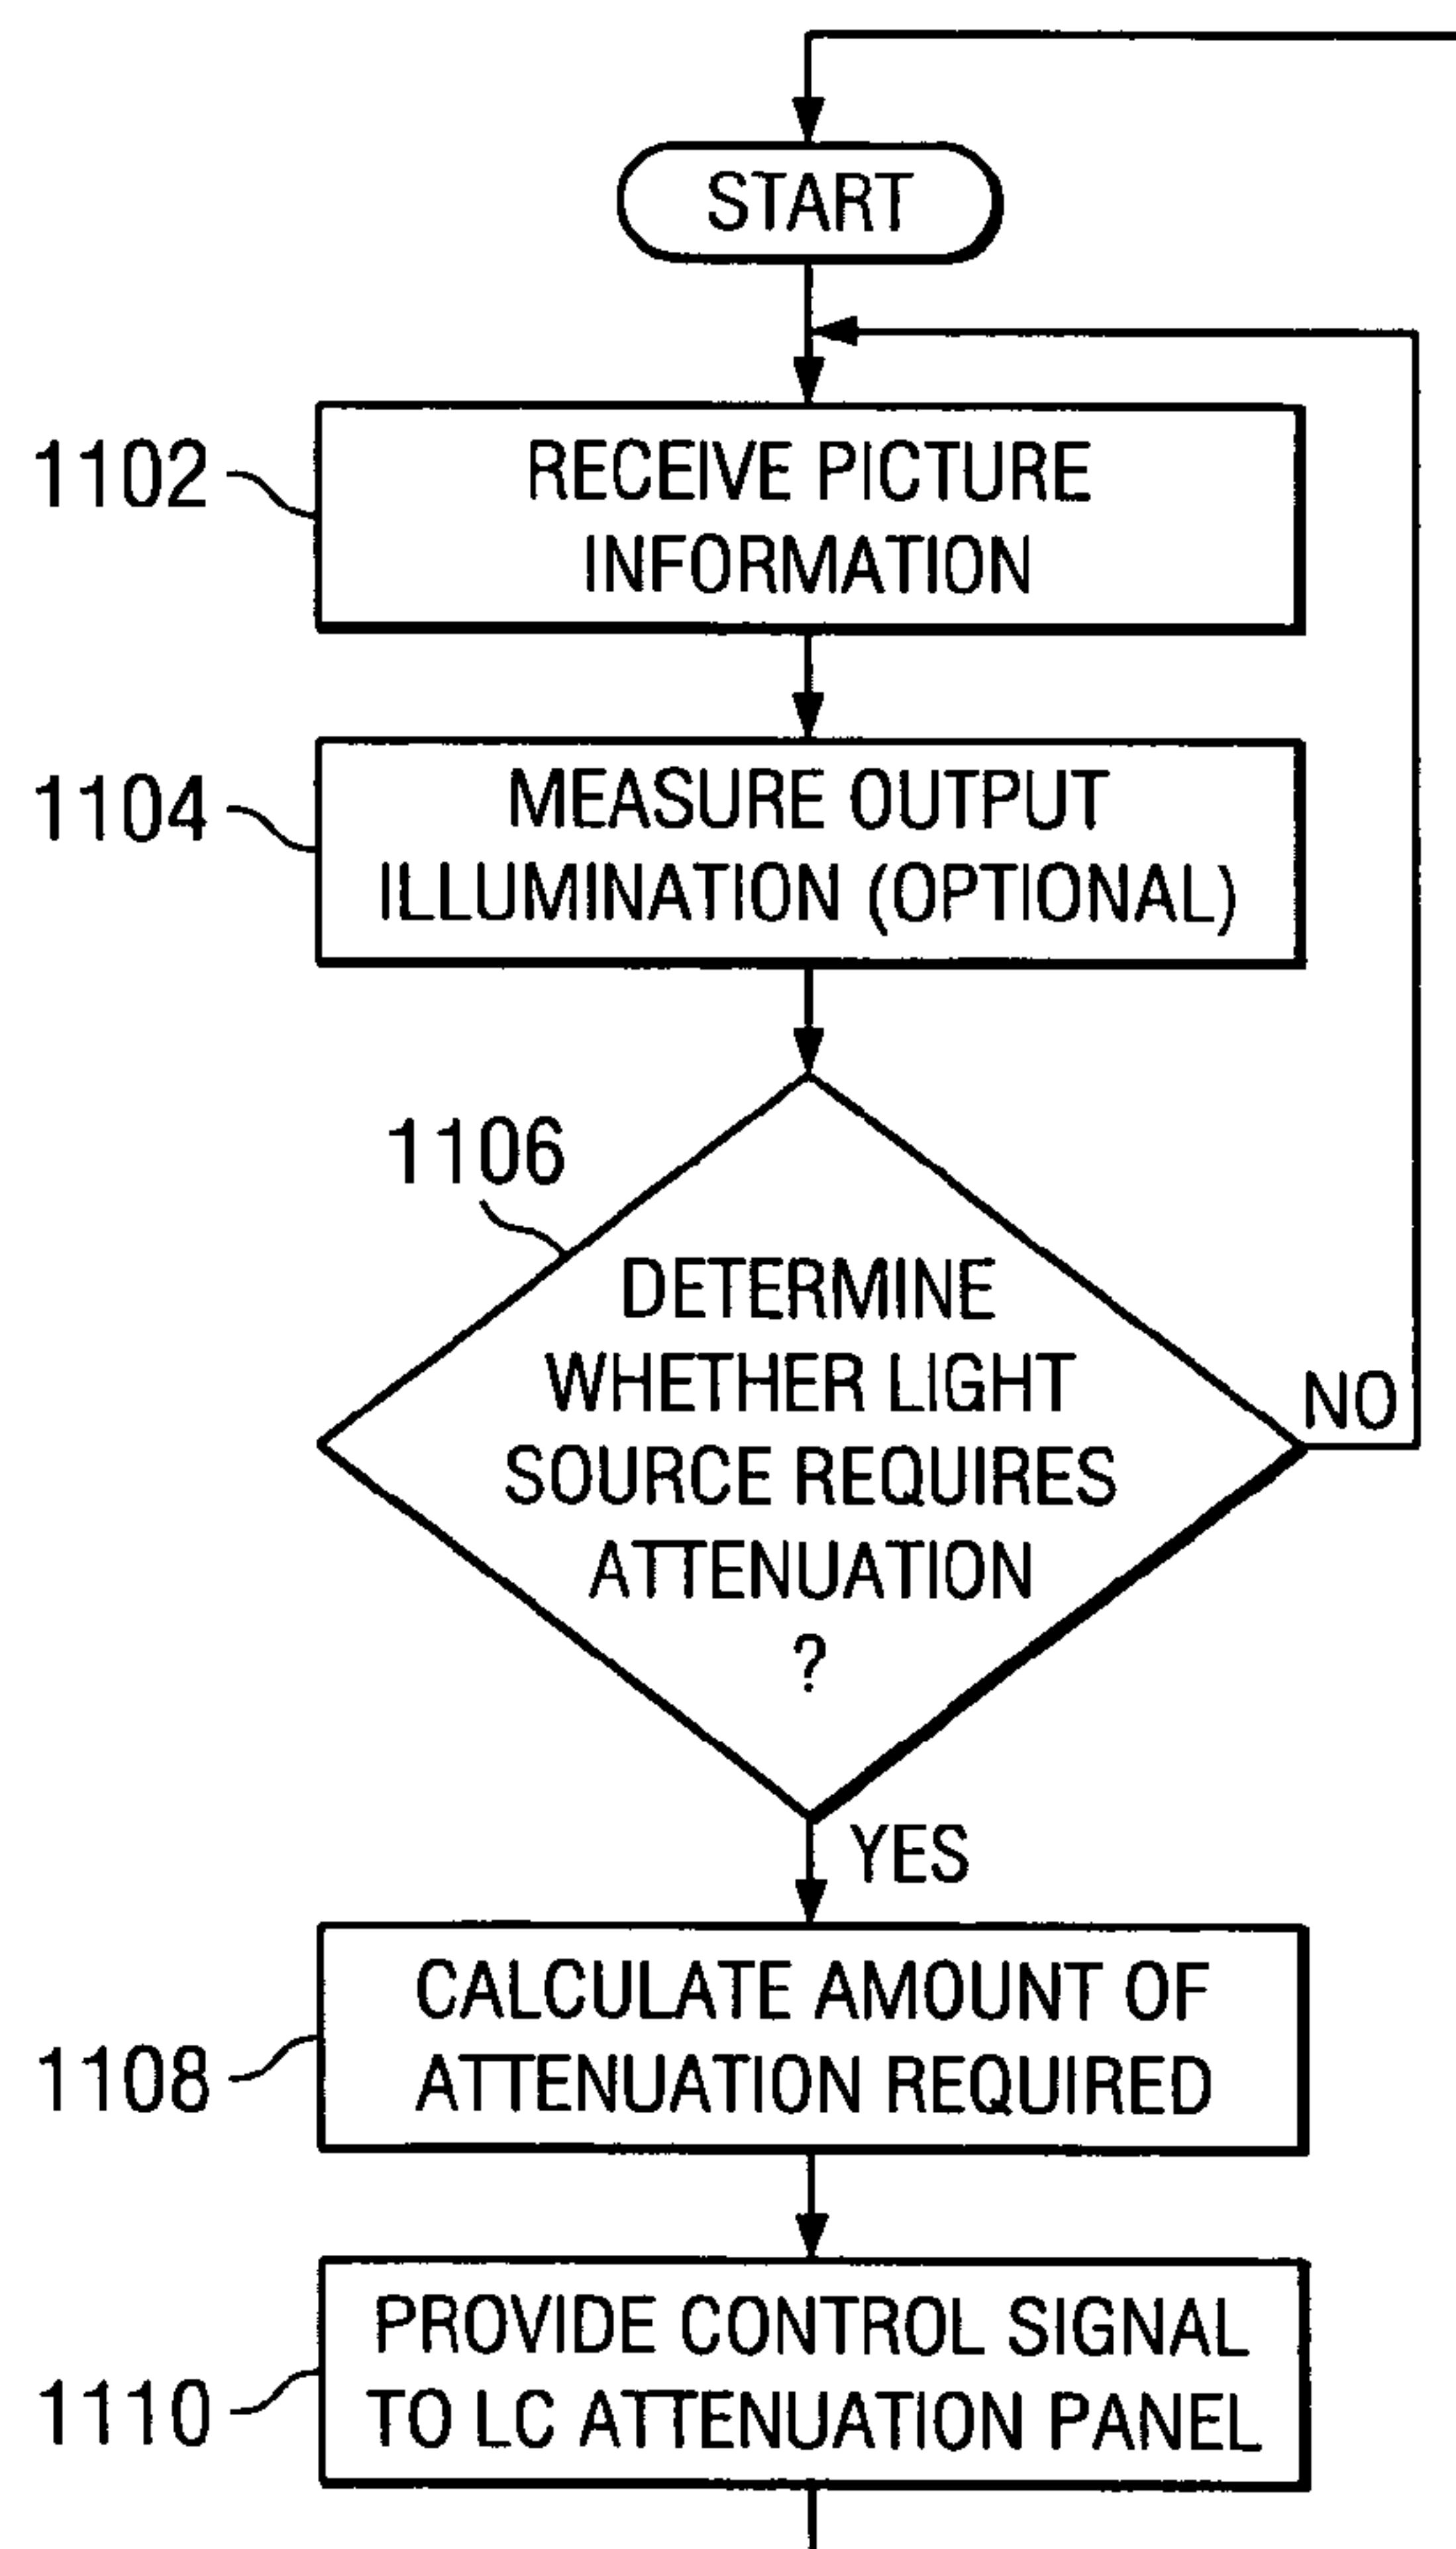 START
1102
RECEIVE PICTURE
INFORMATION
1104
MEASURE OUTPUT
ILLUMINATION (OPTIONAL)
1106
DETERMINE
WHETHER LIGHT
SOURCE REQUIRES
ATTENUATION
?
NO
YES
1108
CALCULATE AMOUNT OF
ATTENUATION REQUIRED
1110
PROVIDE CONTROL SIGNAL
TO LC ATTENUATION PANEL